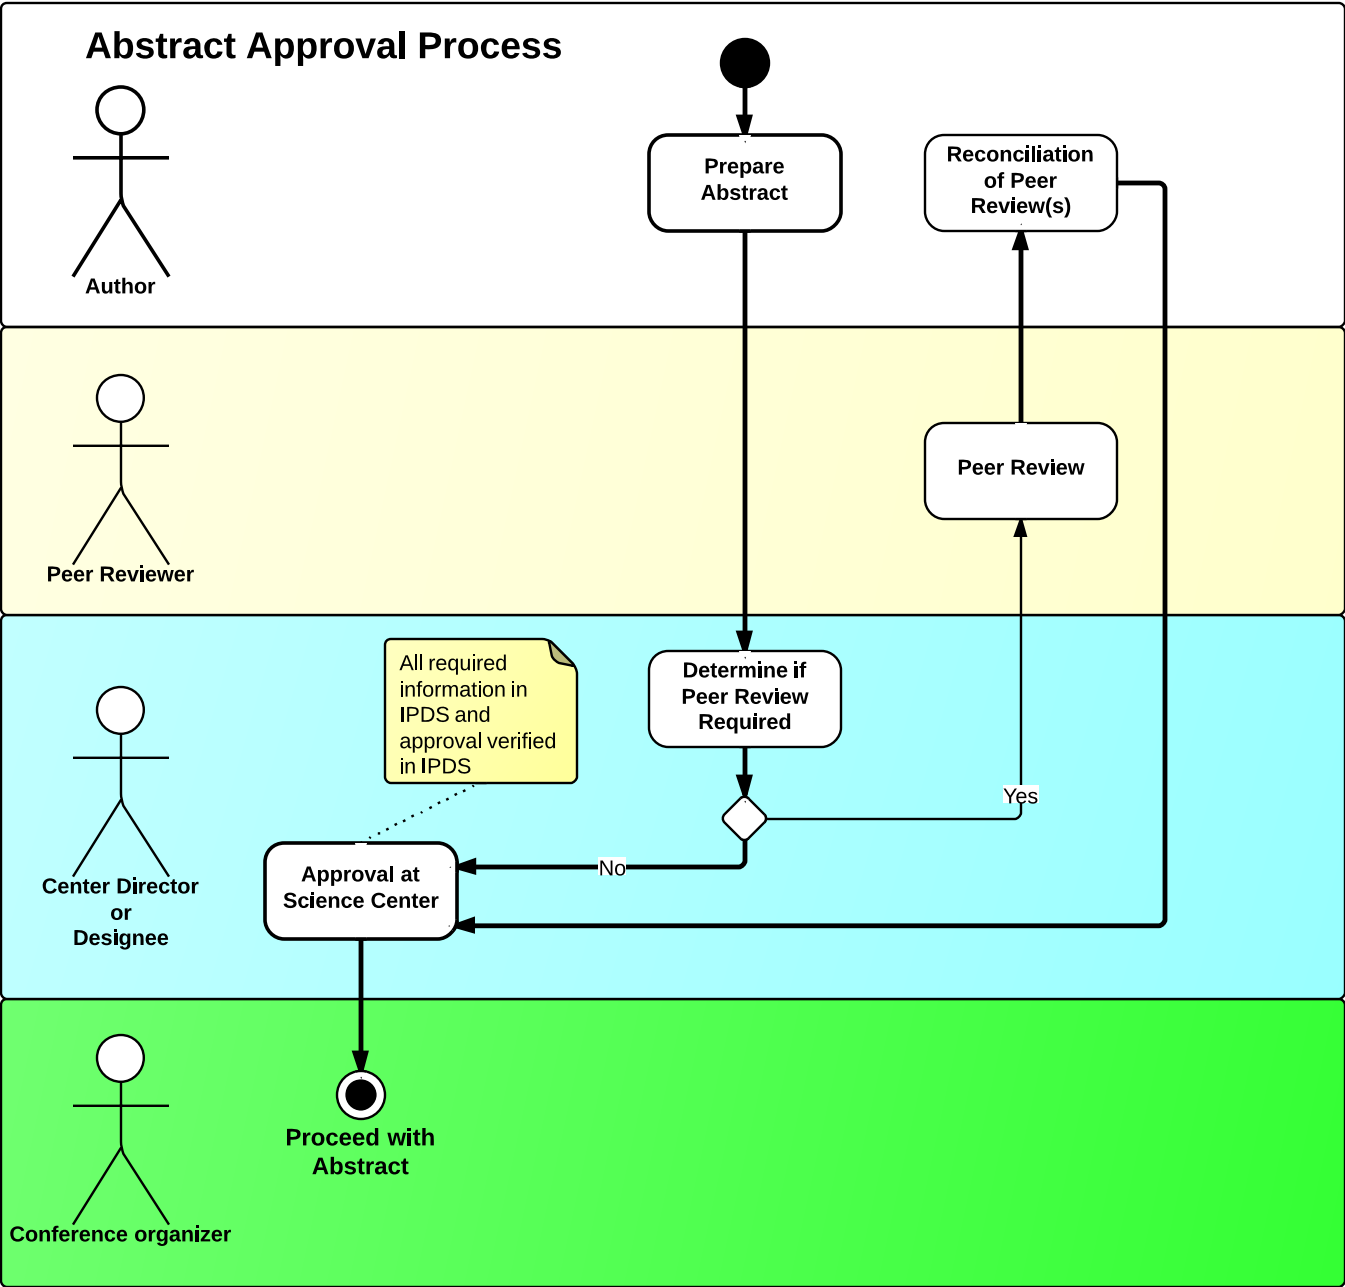 Abstract Approval Process
Prepare
Abstract
Reconciliation
of Peer
Review(s)
Author
Peer Review
Peer Reviewer
All required
information in
IPDS and
approval verified
in IPDS
Determine if
Peer Review
Required
Yes
No
Approval at
Science Center
Center Director
or
Designee
Proceed with
Abstract
Conference organizer